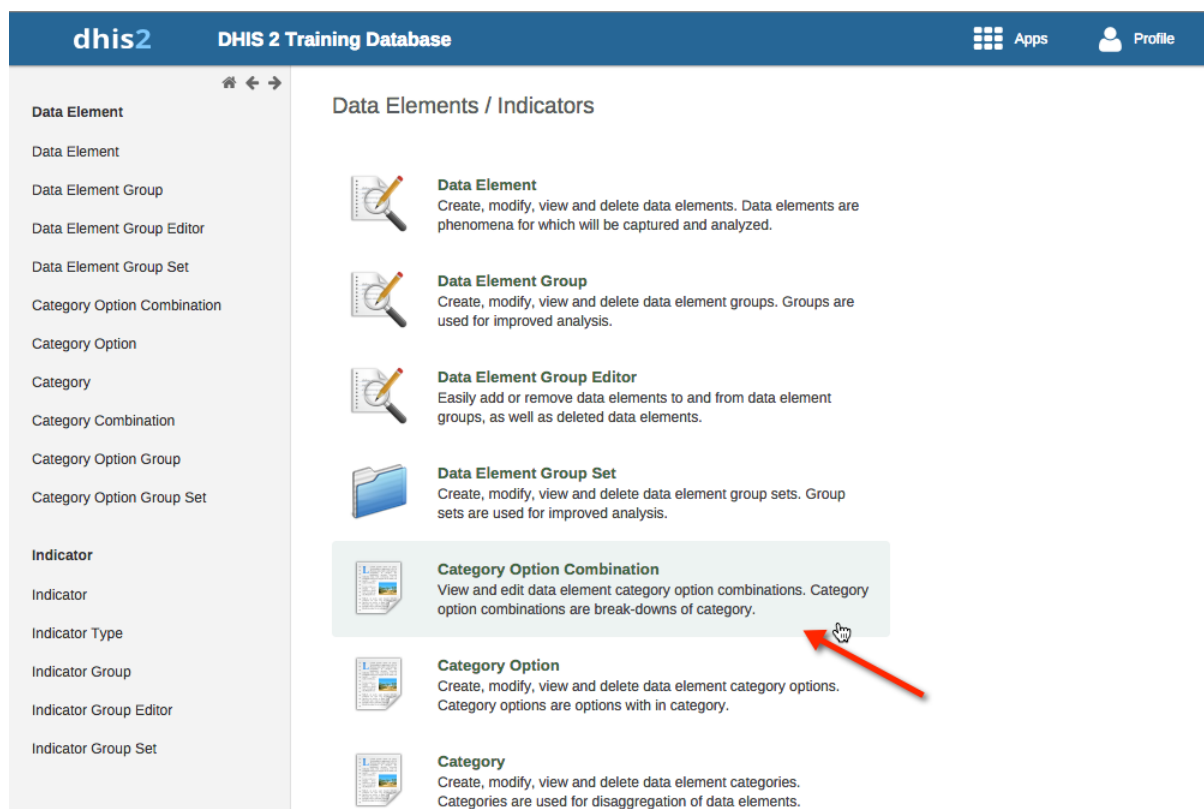 dhis2
DHIS 2 Training Database
Apps
Profile
Data Element
Data Element
Data Element Group
Data Element Group Editor
Data Element Group Set
Category Option Combination
Category Option
Category
Category Combination
Category Option Group
Category Option Group Set
Indicator
Indicator
Indicator Type
Indicator Group
Indicator Group Editor
Indicator Group Set
Data Elements / Indicators
Data Element
Create, modify, view and delete data elements. Data elements are
phenomena for which will be captured and analyzed.
Data Element Group
Create, modify, view and delete data element groups. Groups are
used for improved analysis.
Data Element Group Editor
Easily add or remove data elements to and from data element
groups, as well as deleted data elements.
Data Element Group Set
Create, modify, view and delete data element group sets. Group
sets are used for improved analysis.
Category Option Combination
View and edit data element category option combinations. Category
option combinations are break-downs of category.
Category Option
Create, modify, view and delete data element category options.
Category options are options with in category.
Category
Create, modify, view and delete data element categories.
Categories are used for disaggregation of data elements.